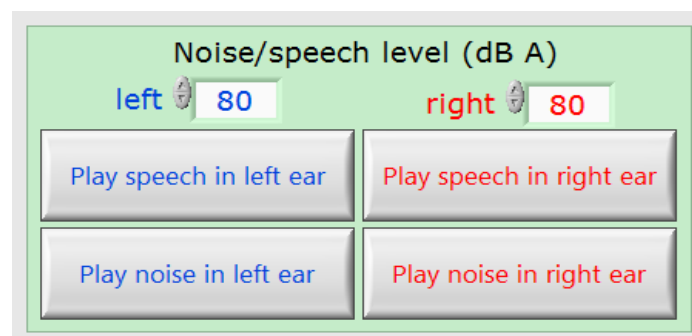 Noise/speech level (dB A)
left 80 right 80
Play speech in left ear Play speech in right ear
Play noise in left ear Play noise in right ear